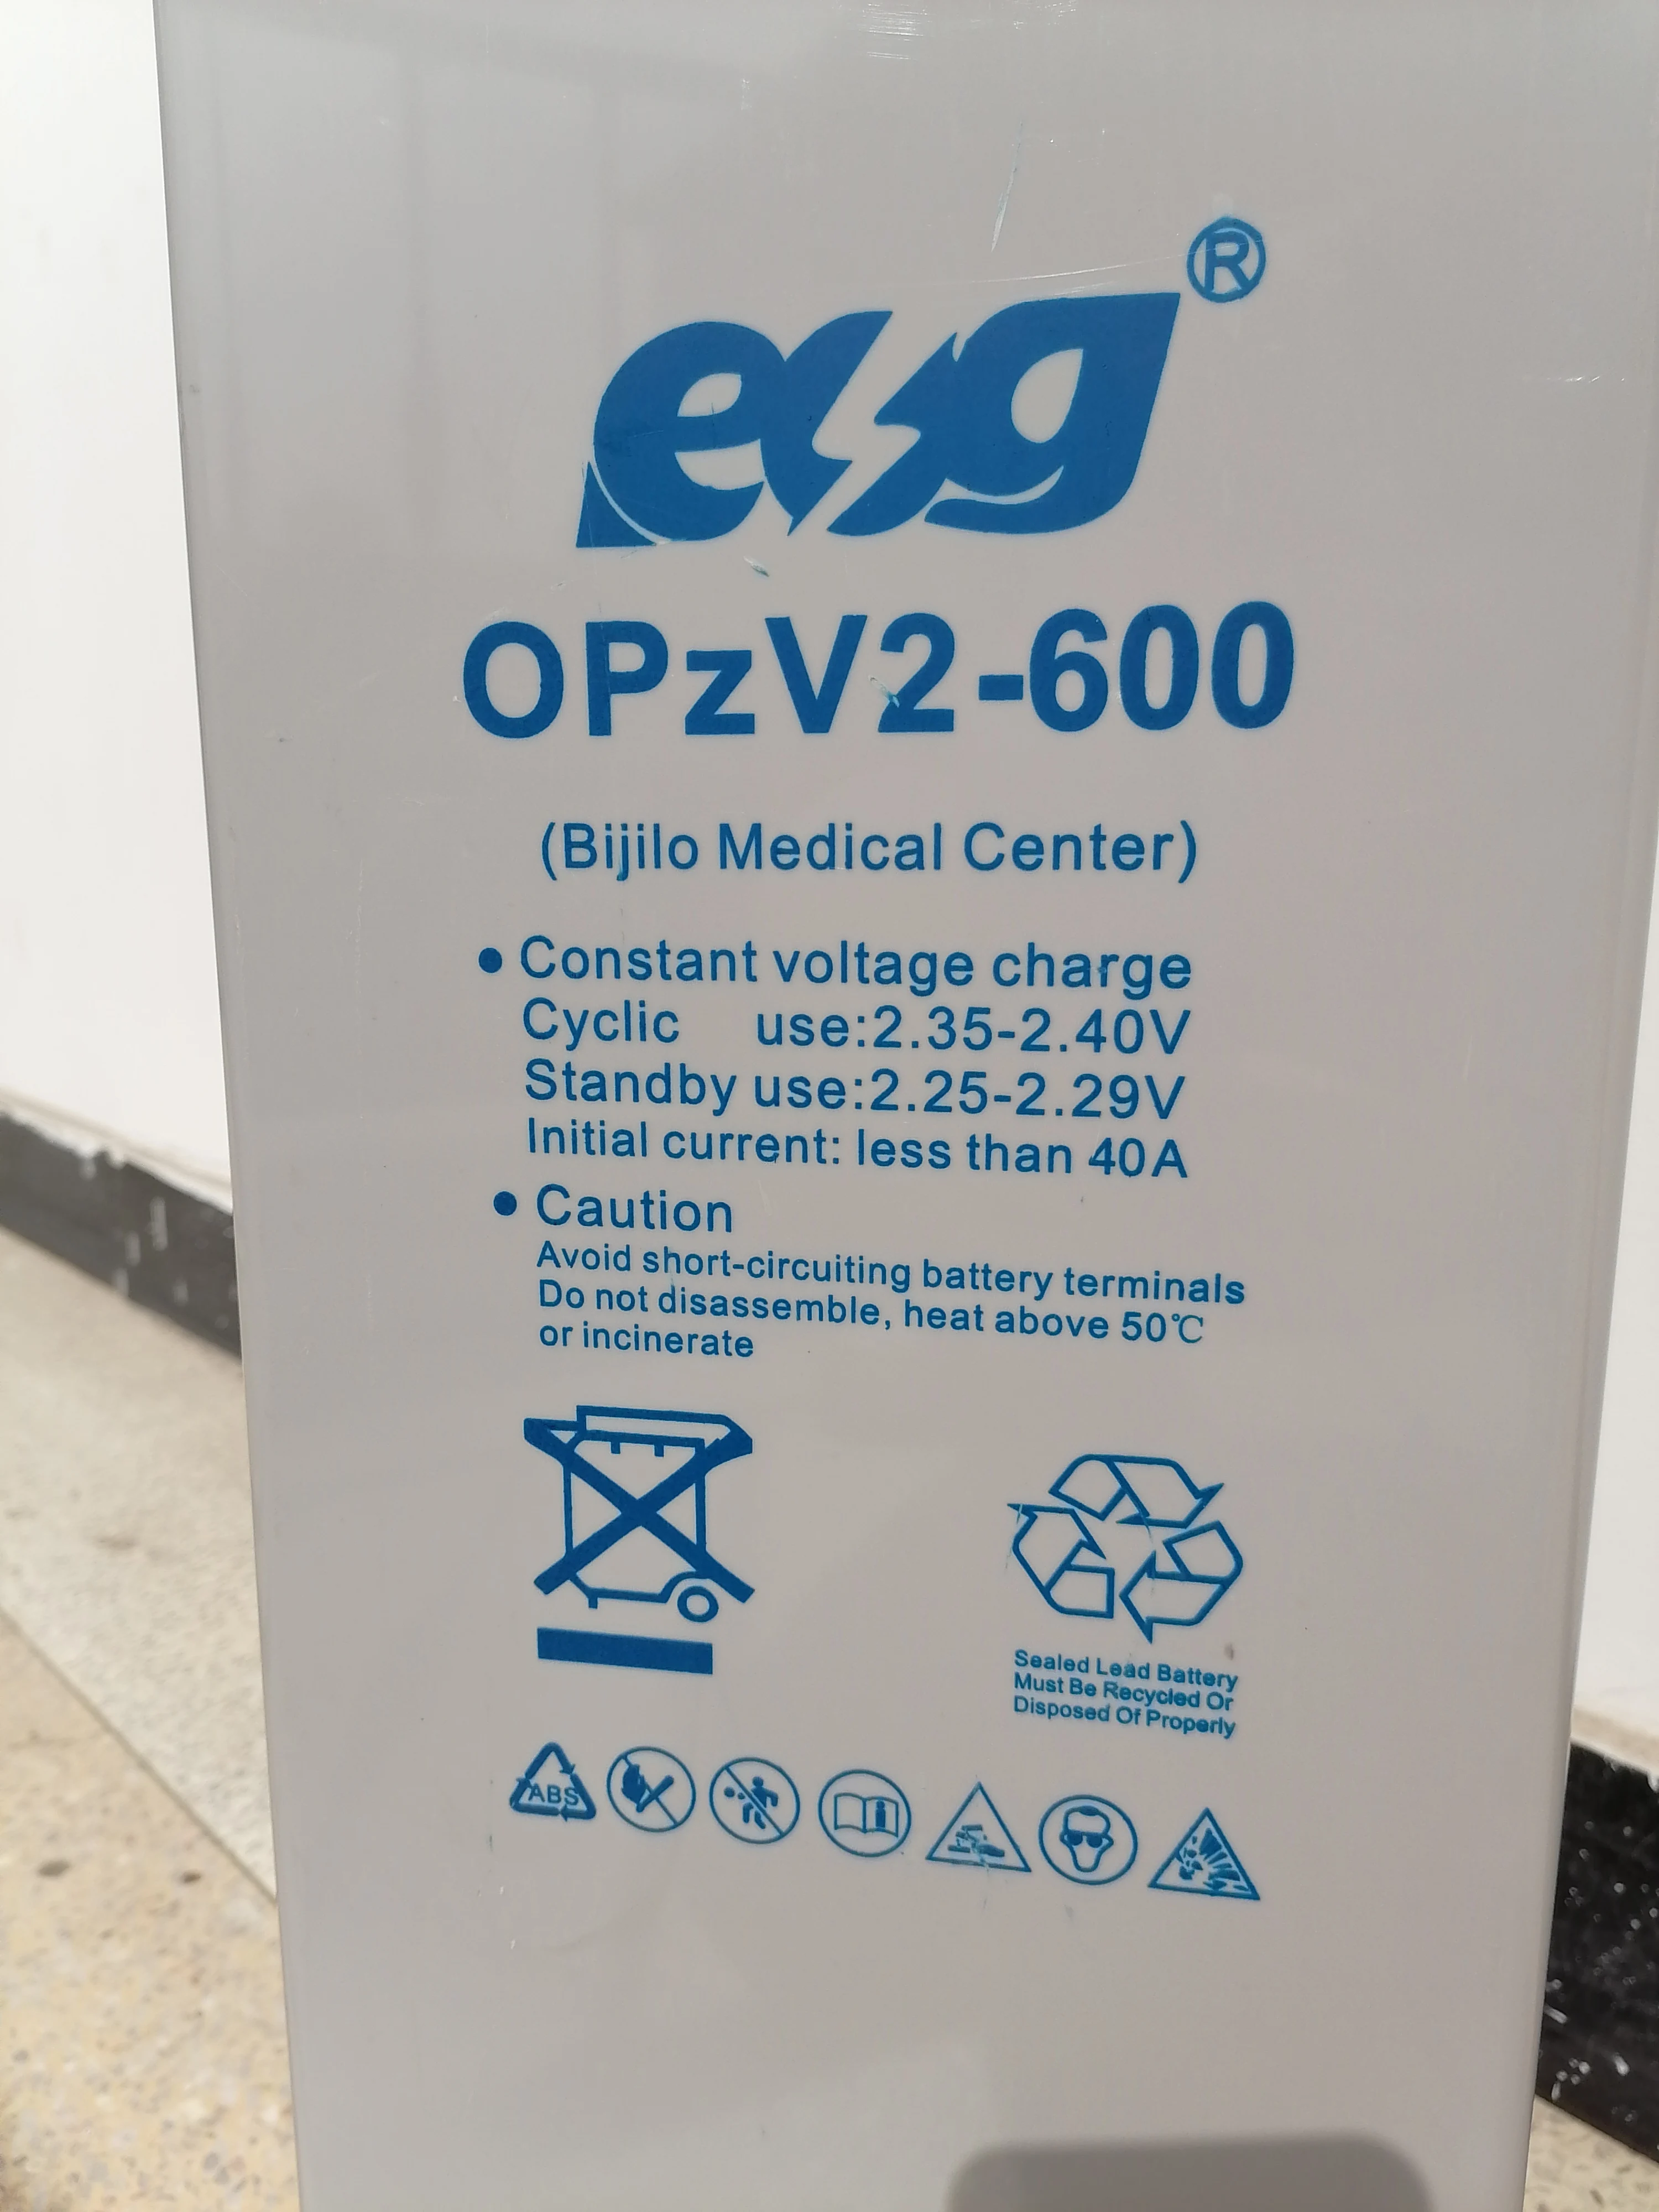 esg®
OPzV2-600
(Bijilo Medical Center)
• Constant voltage charge
Cyclic use:2.35-2.40V
Standby use:2.25-2.29V
Initial current: less than 40A
• Caution
Avoid short-circuiting battery terminals
Do not disassemble, heat above 50℃
or incinerate
Sealed Lead Battery
Must Be Recycled Or
Disposed Of Properly
ABS